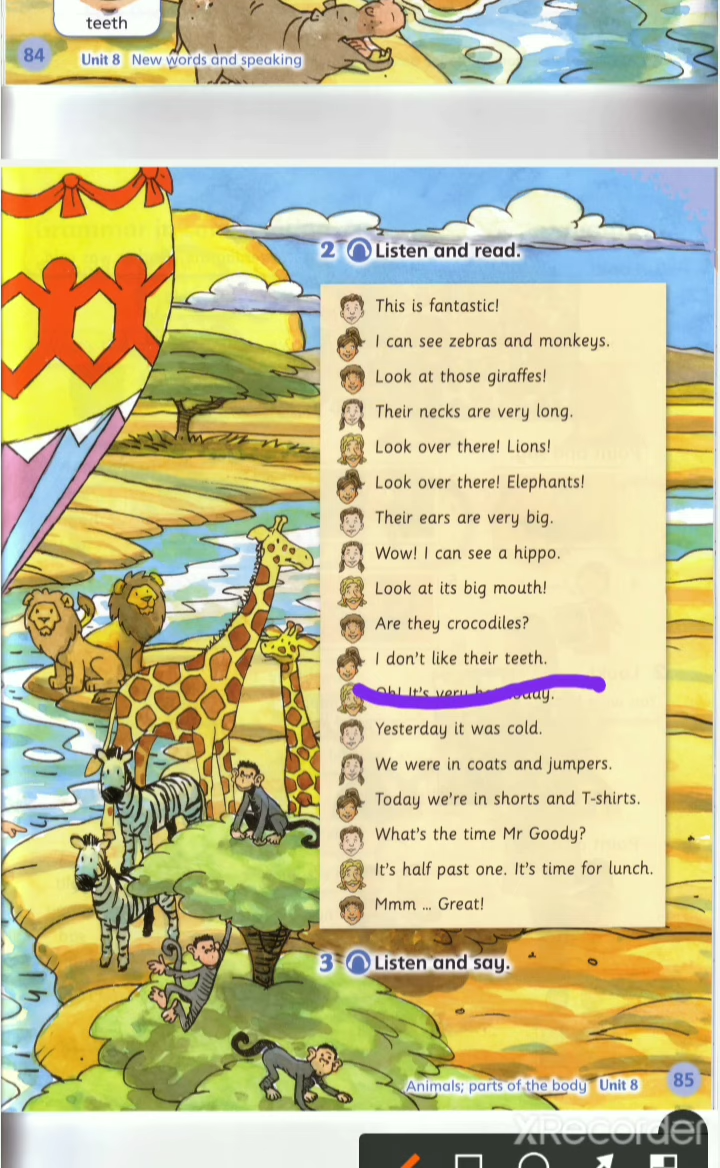 teeth
84 Unit 8 New words and speaking
2 Listen and read.
This is fantastic!
I can see zebras and monkeys.
Look at those giraffes!
Their necks are very long.
Look over there! Lions!
Look over there! Elephants!
Their ears are very big.
Wow! I can see a hippo.
Look at its big mouth!
Are they crocodiles?
I don't like their teeth.
Oh! It's very today.
Yesterday it was cold.
We were in coats and jumpers.
Today we're in shorts and T-shirts.
What's the time Mr Goody?
It's half past one. It's time for lunch.
Mmm ... Great!
3 Listen and say.
Animals; parts of the body Unit 8 85
XRecorder